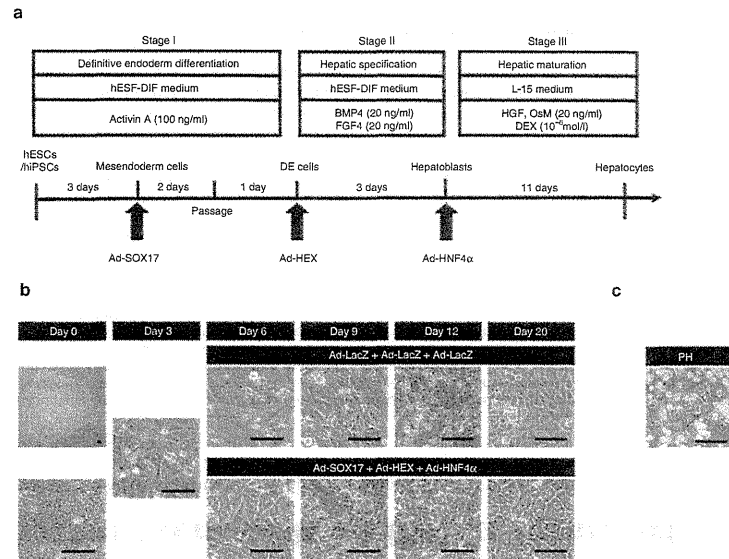 a
Stage I
Stage II
Stage III
Definitive endoderm differentiation
Hepatic specification
Hepatic maturation
hESF-DIF medium
hESF-DIF medium
L-15 medium
Activin A (100 ng/ml)
BMP4 (20 ng/ml)
FGF4 (20 ng/ml)
HGF, OsM (20 ng/ml)
DEX (10⁻⁶mol/l)
hESCs
/hiPSCs
Mesendoderm cells
DE cells
Hepatoblasts
Hepatocytes
3 days
2 days
1 day
3 days
11 days
Passage
Ad-SOX17
Ad-HEX
Ad-HNF4α
b
c
Day 0
Day 3
Day 6
Day 9
Day 12
Day 20
Ad-LacZ + Ad-LacZ + Ad-LacZ
PH
Ad-SOX17 + Ad-HEX + Ad-HNF4α